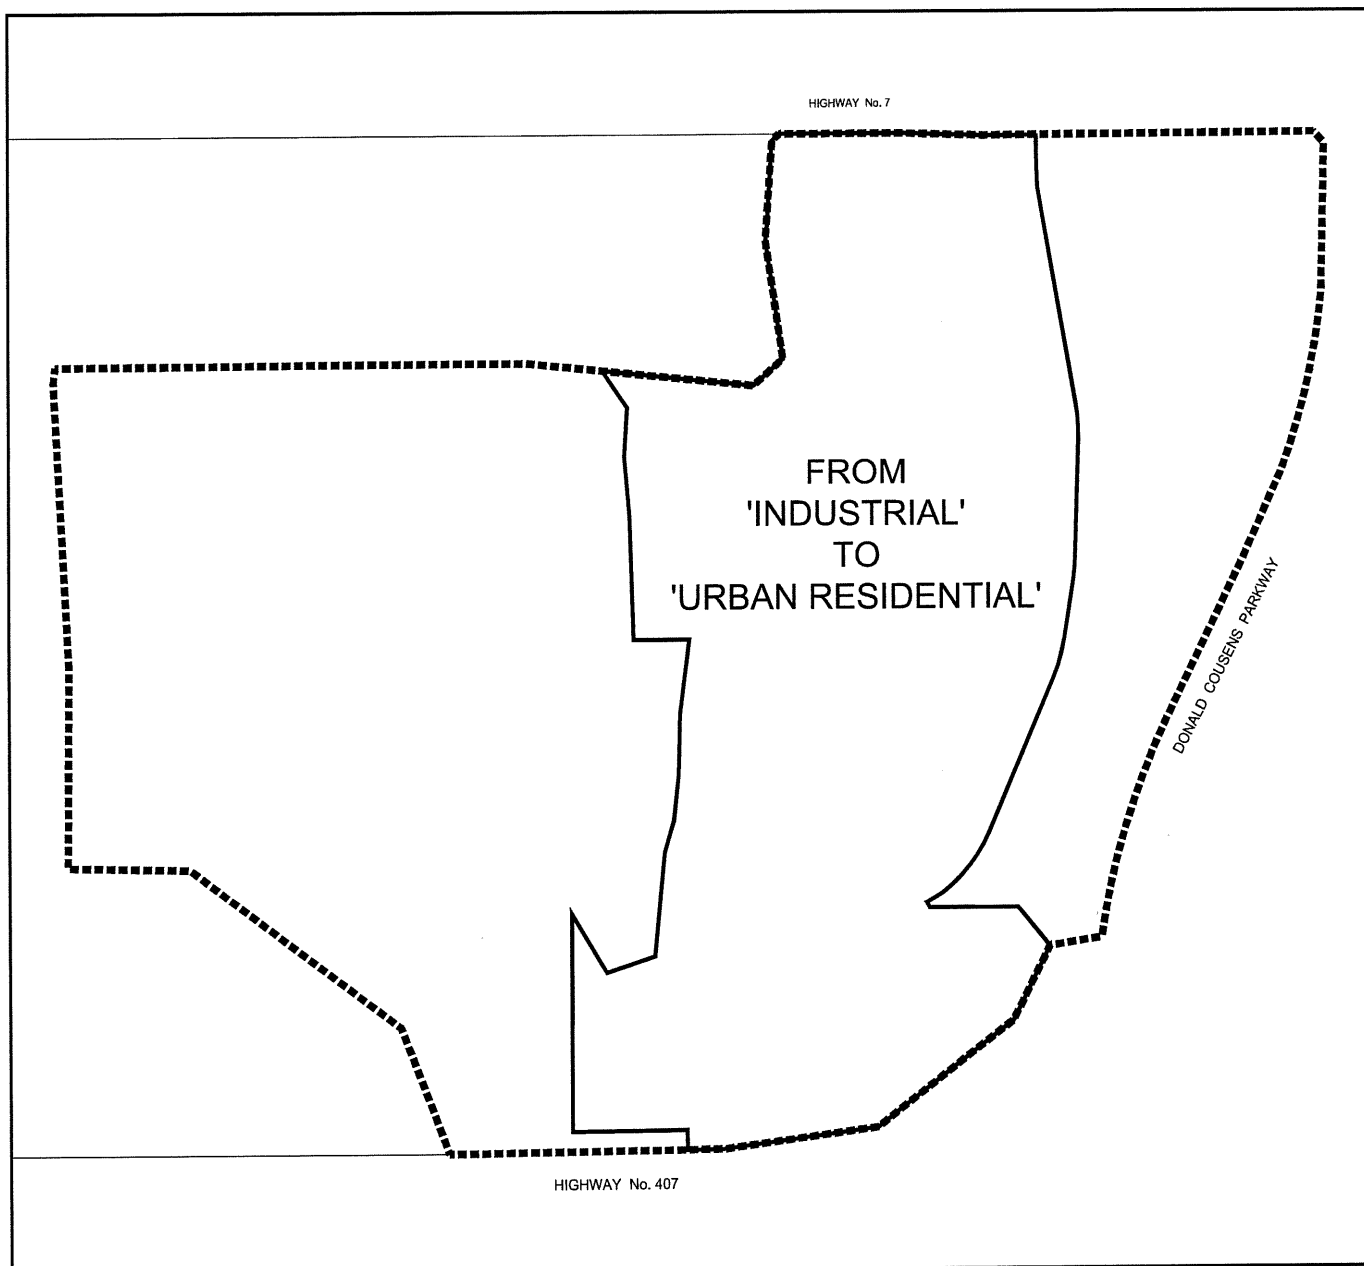 HIGHWAY No. 7
FROM
'INDUSTRIAL'
TO
'URBAN RESIDENTIAL'
DONALD COUSENS PARKWAY
HIGHWAY No. 407